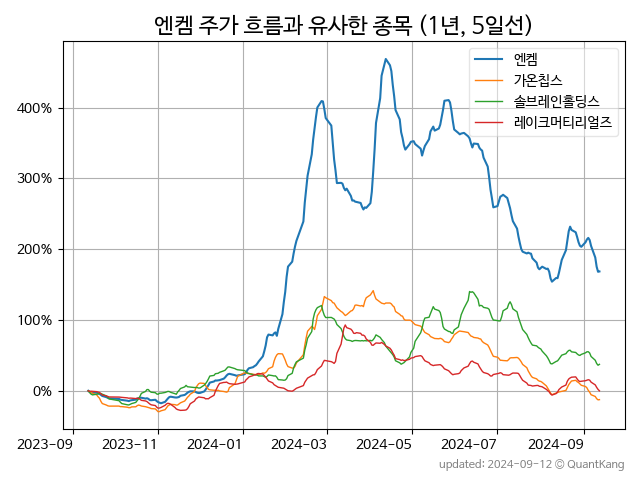 엔켐 주가 흐름과 유사한 종목 (1년, 5일선)
엔켐
가온칩스
솔브레인홀딩스
레이크머티리얼즈
400%
300%
200%
100%
0%
2023-09 2023-11 2024-01 2024-03 2024-05 2024-07 2024-09
updated: 2024-09-12 © QuantKang